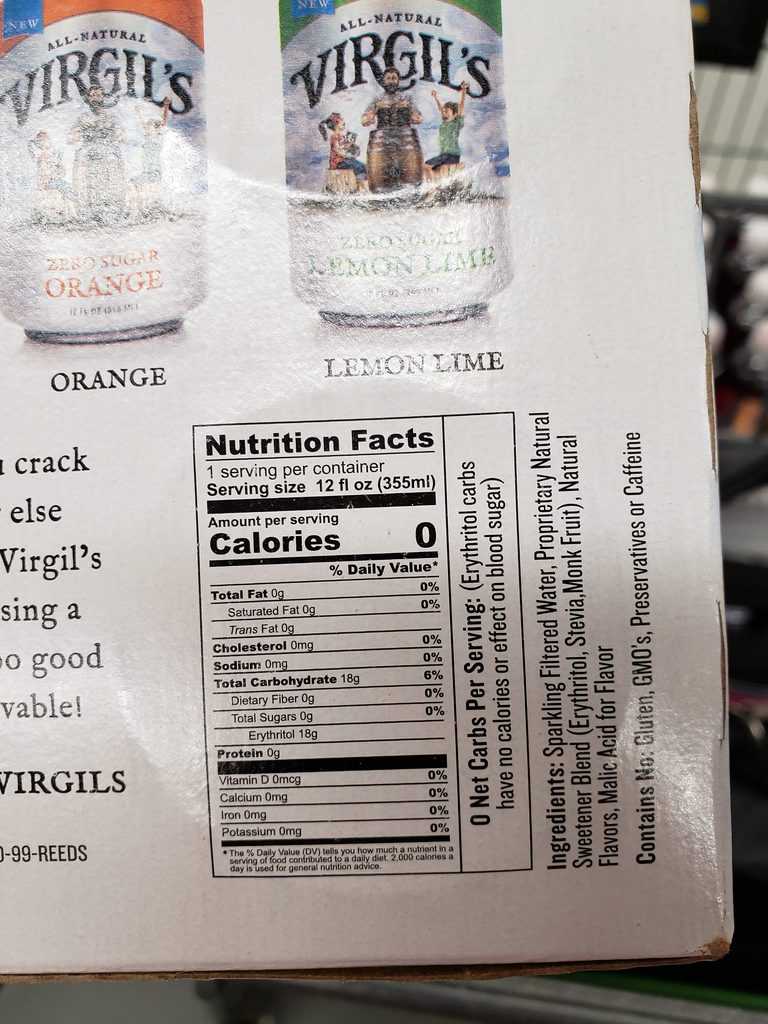 NEW
ALL-NATURAL
VIRGIL'S
ZERO SUGAR
ORANGE
ORANGE
NEW
ALL-NATURAL
VIRGIL'S
ZERO SUGAR
LEMON LIME
LEMON LIME
crack
else
Virgil's
sing a
good
vable!
VIRGILS
0-99-REEDS
Nutrition Facts
1 serving per container
Serving size 12 fl oz (355ml)
Amount per serving
Calories 0
% Daily Value*
Total Fat 0g 0%
Saturated Fat 0g 0%
Trans Fat 0g
Cholesterol 0mg 0%
Sodium 0mg 0%
Total Carbohydrate 18g 6%
Dietary Fiber 0g 0%
Total Sugars 0g 0%
Erythritol 18g
Protein 0g
Vitamin D 0mcg 0%
Calcium 0mg 0%
Iron 0mg 0%
Potassium 0mg 0%
* The % Daily Value (DV) tells you how much a nutrient in a
serving of food contributed to a daily diet. 2,000 calories a
day is used for general nutrition advice.
0 Net Carbs Per Serving: (Erythritol carbs
have no calories or effect on blood sugar)
Ingredients: Sparkling Filtered Water, Proprietary Natural
Sweetener Blend (Erythritol, Stevia,Monk Fruit), Natural
Flavors, Malic Acid for Flavor
Contains No: Gluten, GMO's, Preservatives or Caffeine